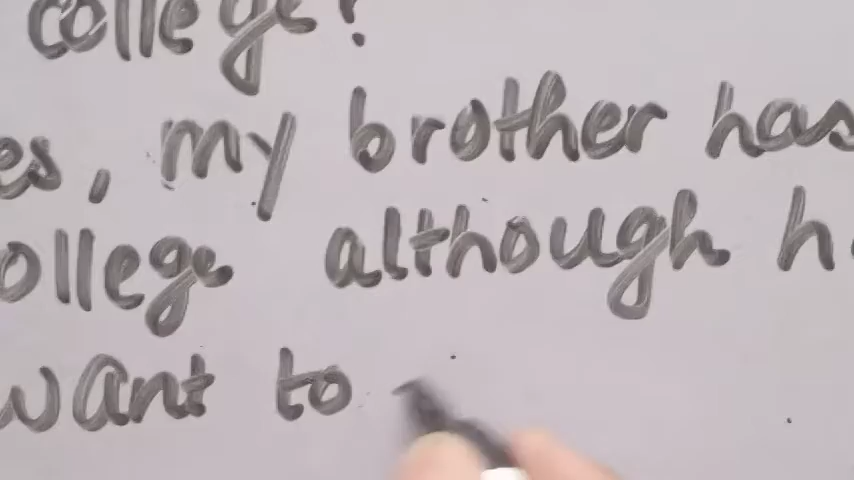 college?
es, my brother has
ollege although h
want to